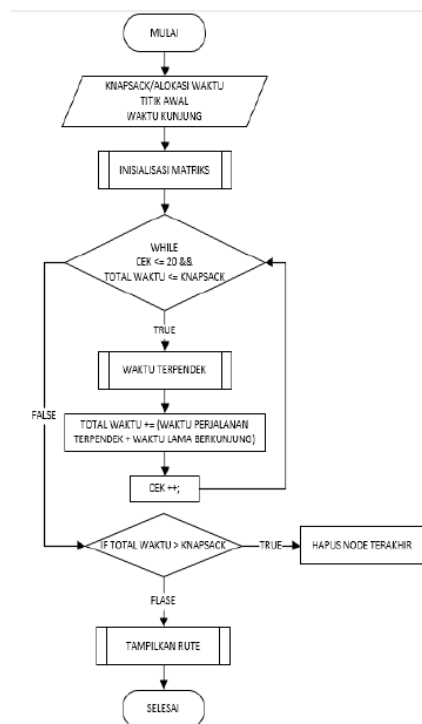 MULAI
KNAPSACK/ALOKASI WAKTU
TITIK AWAL
WAKTU KUNJUNG
INISIALISASI MATRIKS
WHILE
CEK <= 20 &&
TOTAL WAKTU <= KNAPSACK
TRUE
WAKTU TERPENDEK
FALSE
TOTAL WAKTU += (WAKTU PERJALANAN
TERPENDEK + WAKTU LAMA BERKUNJUNG)
CEK ++;
IF TOTAL WAKTU > KNAPSACK
TRUE
HAPUS NODE TERAKHIR
FLASE
TAMPILKAN RUTE
SELESAI